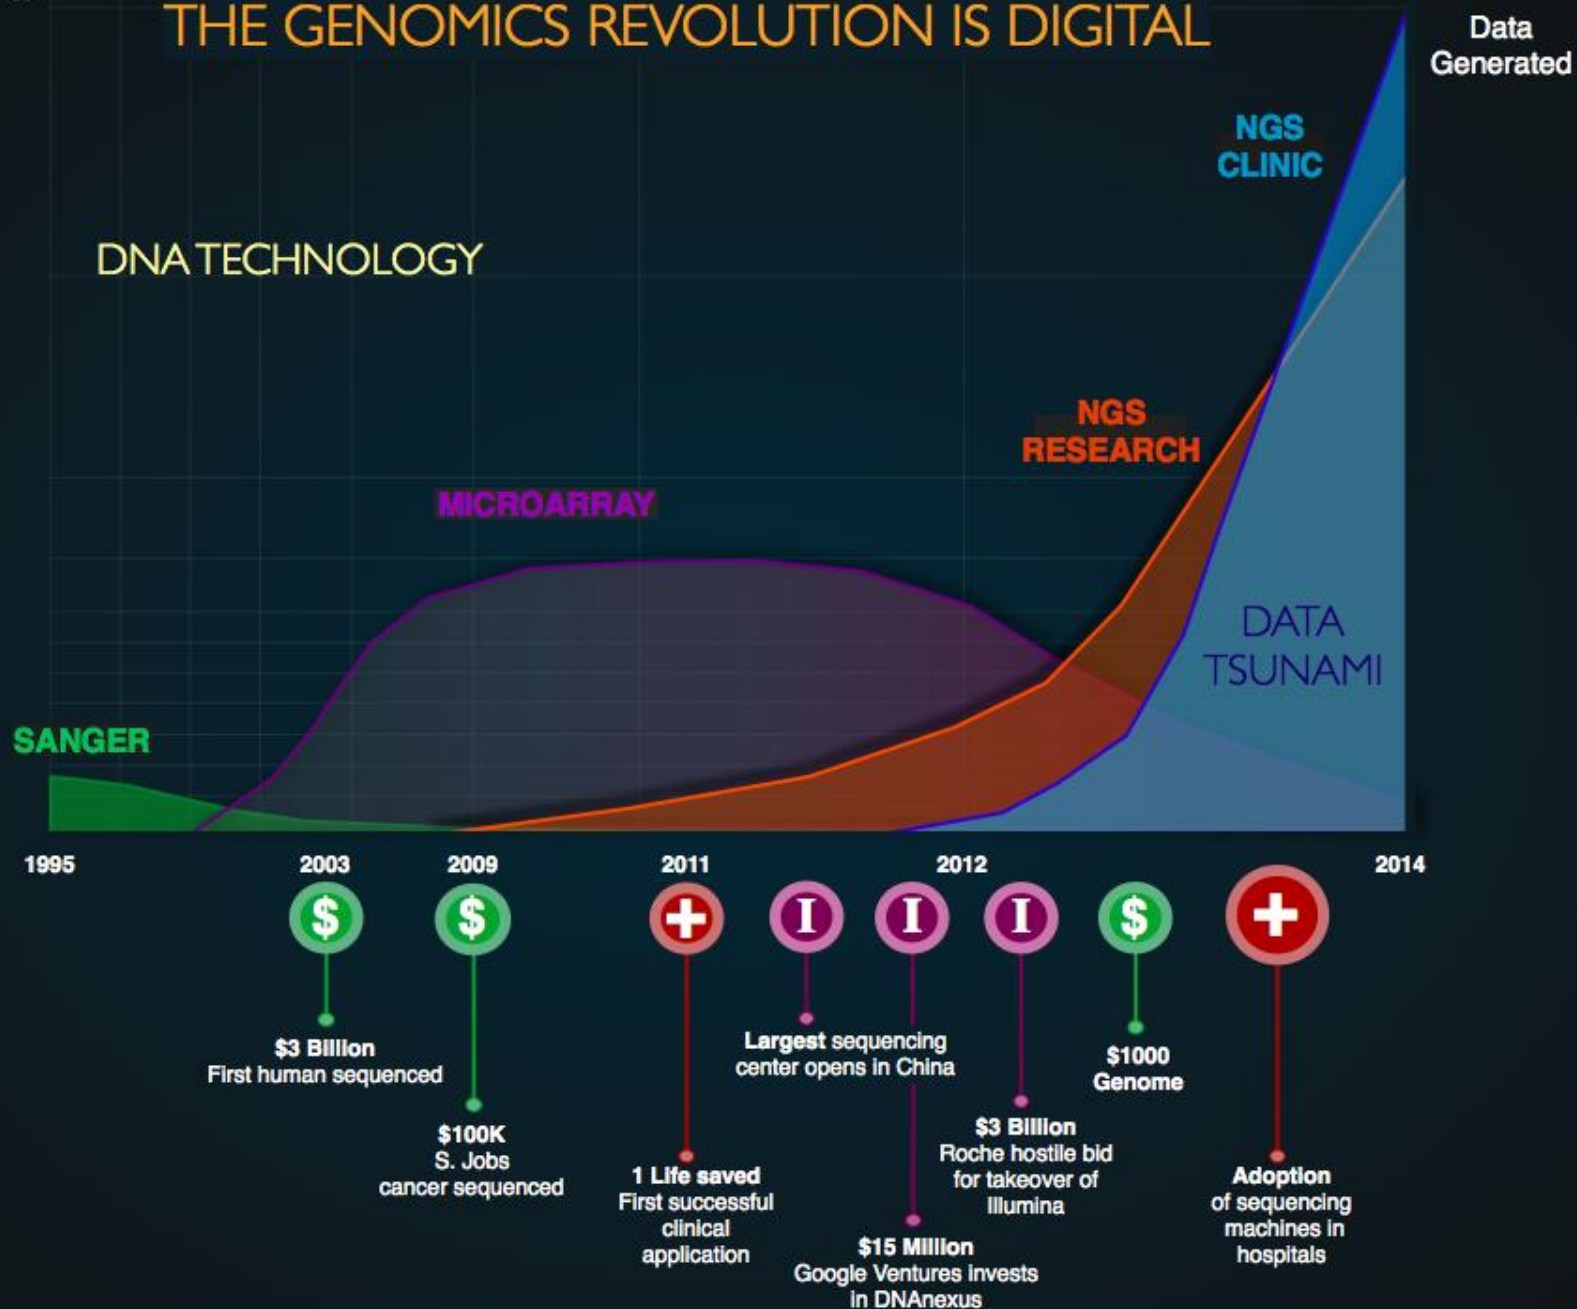 THE GENOMICS REVOLUTION IS DIGITAL
Data
Generated
NGS
CLINIC
DNA TECHNOLOGY
NGS
RESEARCH
MICROARRAY
DATA
TSUNAMI
SANGER
1995
2003
2009
2011
2012
2014
$
$
I
I
I
$
$3 Billion
First human sequenced
$100K
S. Jobs
cancer sequenced
1 Life saved
First successful
clinical
application
Largest sequencing
center opens in China
$15 Million
Google Ventures invests
in DNAnexus
$3 Billion
Roche hostile bid
for takeover of
Illumina
$1000
Genome
Adoption
of sequencing
machines in
hospitals